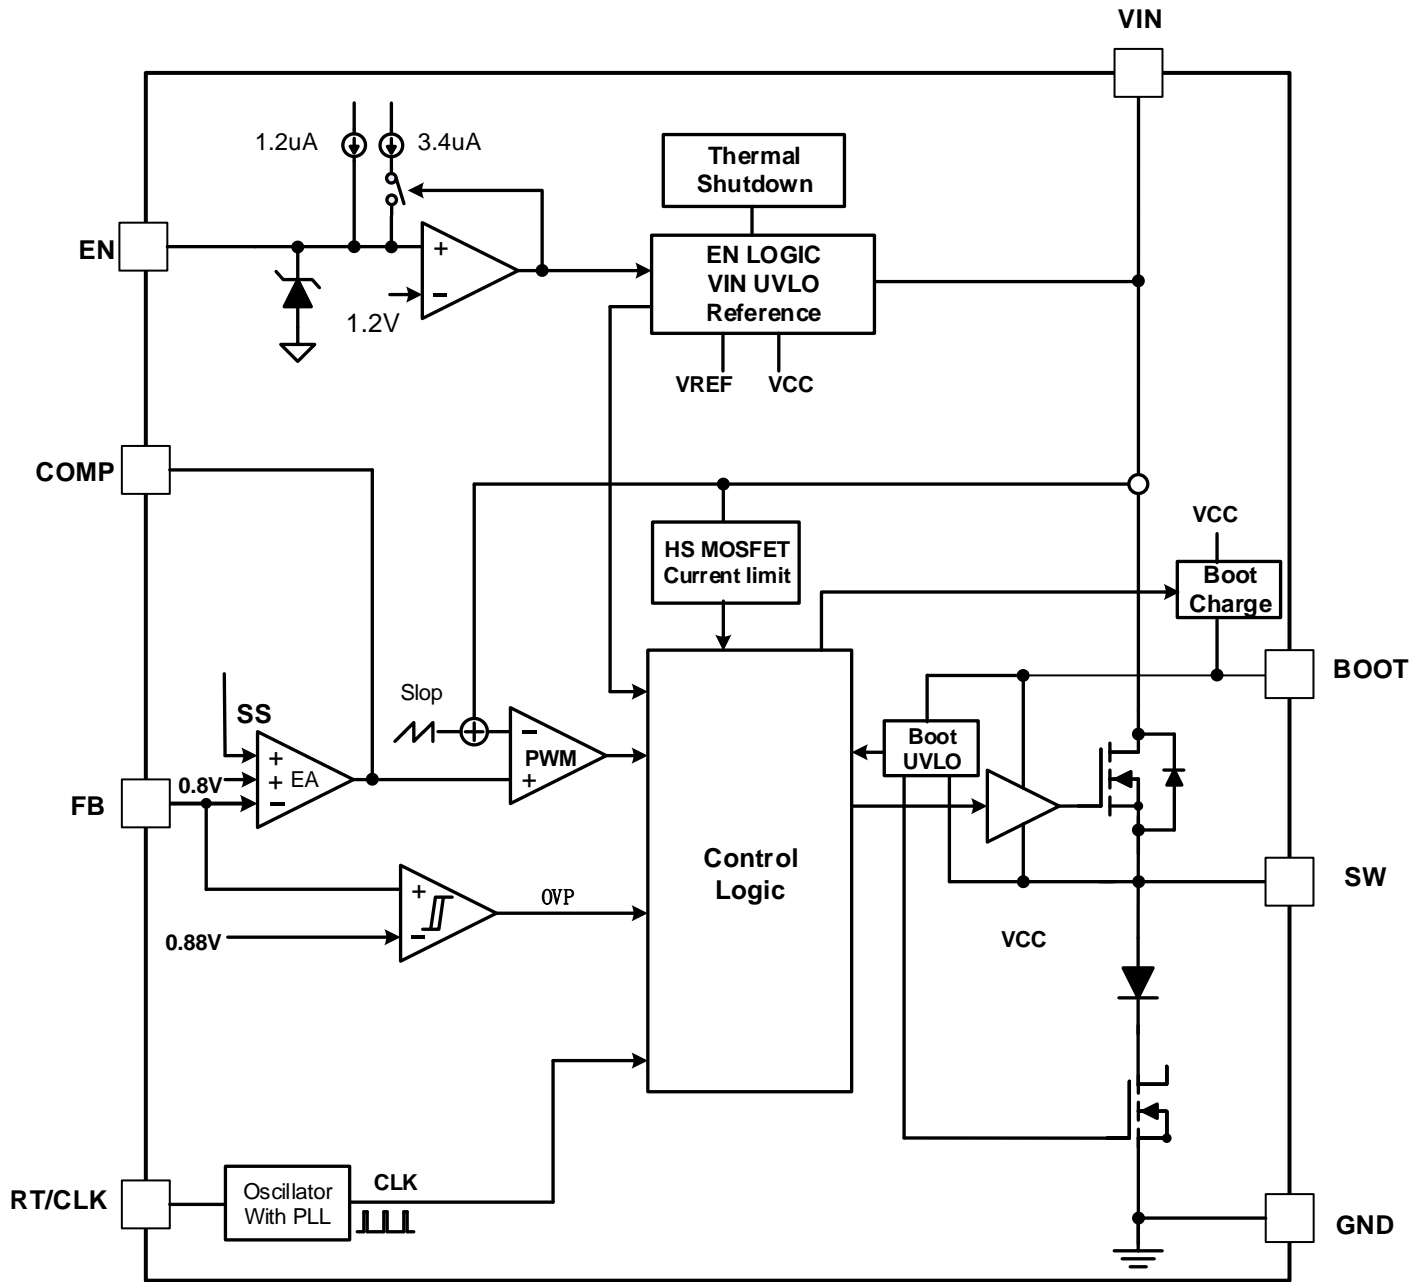 VIN
1.2uA
3.4uA
Thermal
Shutdown
EN
+
−
1.2V
EN LOGIC
VIN UVLO
Reference
VREF
VCC
COMP
HS MOSFET
Current limit
VCC
Boot
Charge
BOOT
Slop
SS
+
+
−
EA
0.8V
FB
−
+
PWM
Boot
UVLO
Control
Logic
SW
+
−
OVP
0.88V
VCC
RT/CLK
Oscillator
With PLL
CLK
GND